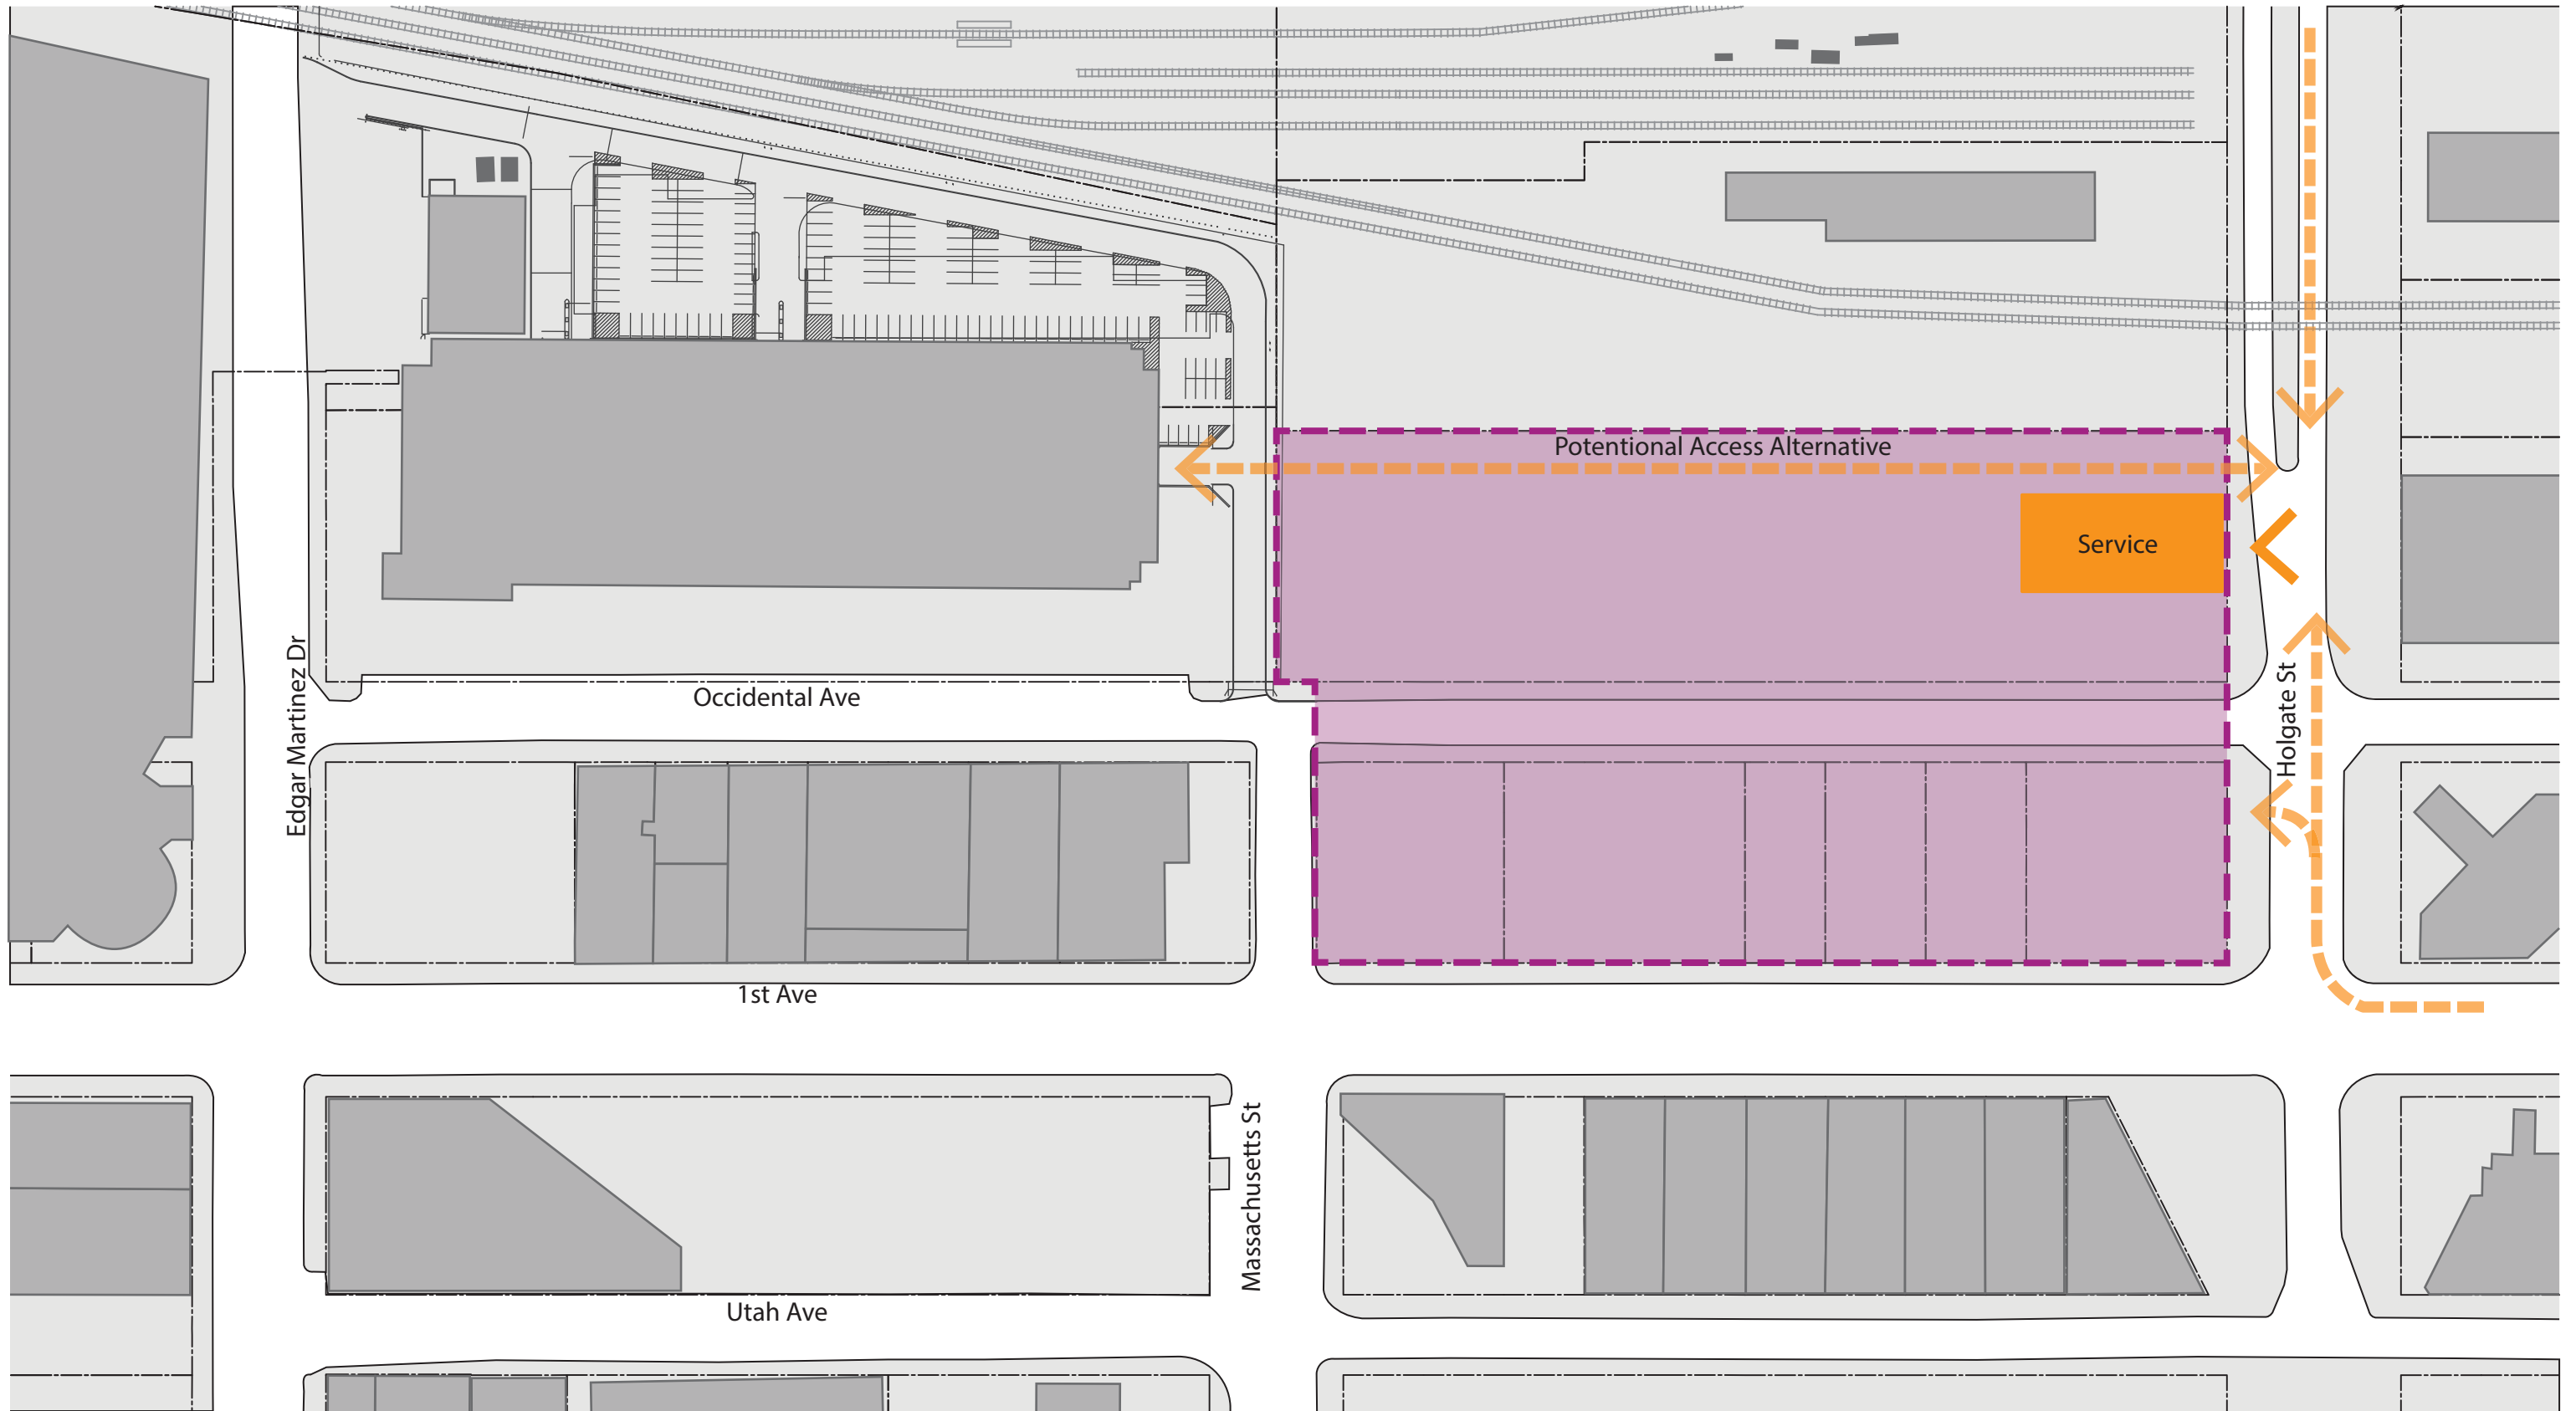 Potentional Access Alternative
Service
Edgar Martinez Dr
Occidental Ave
Holgate St
1st Ave
Massachusetts St
Utah Ave